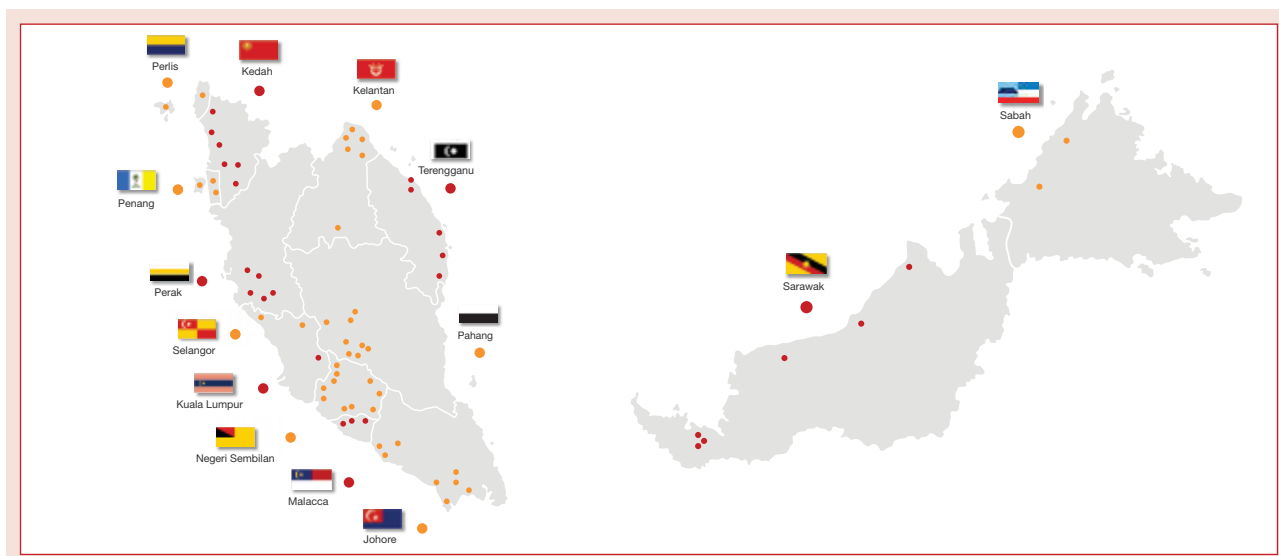 Perlis
Kedah
Kelantan
Terengganu
Penang
Perak
Selangor
Pahang
Kuala Lumpur
Negeri Sembilan
Malacca
Johore
Sabah
Sarawak